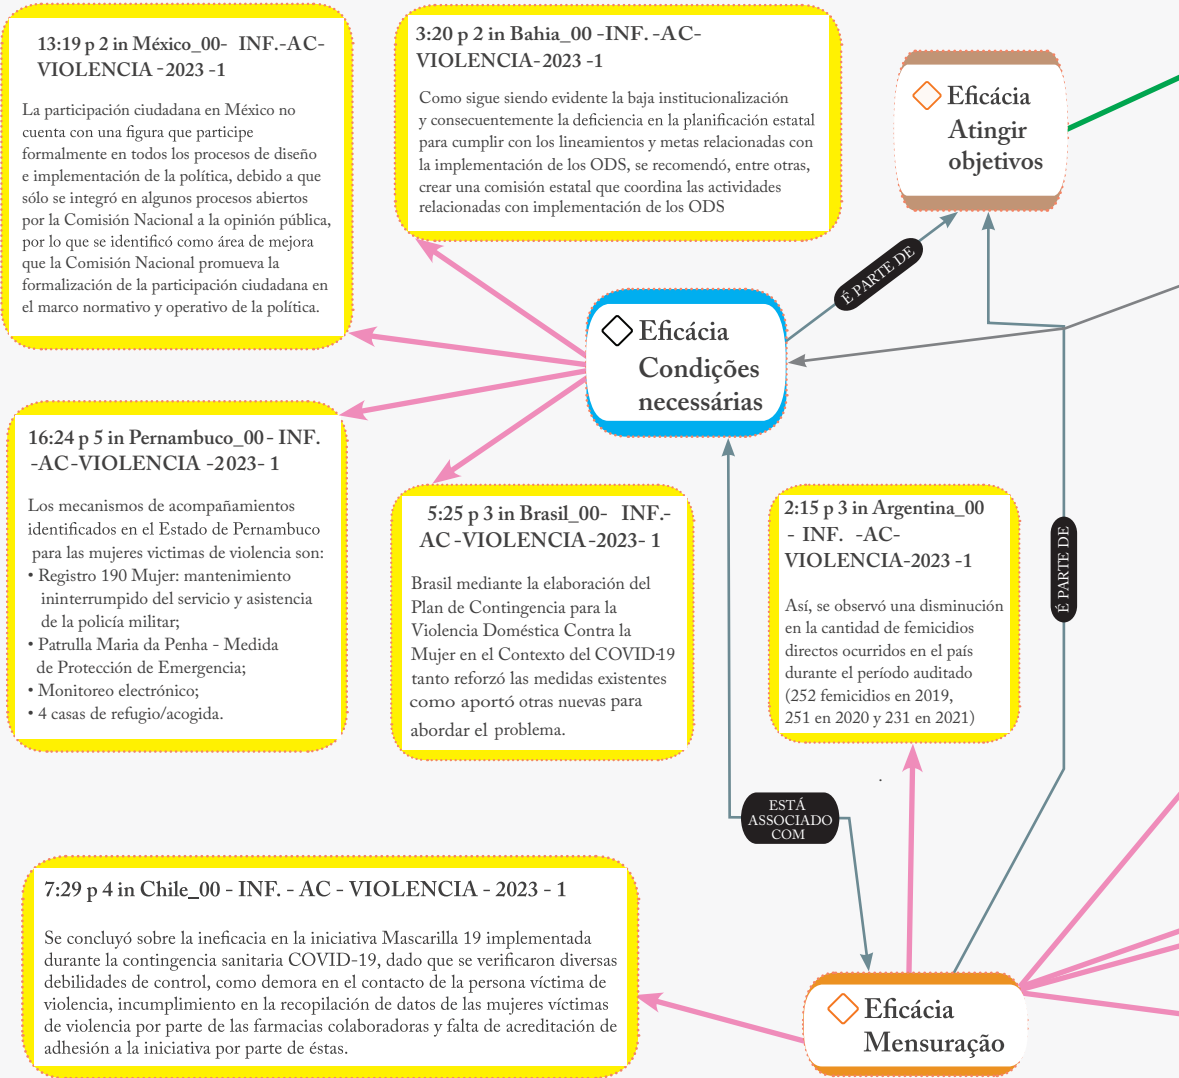 13:19 p 2 in México_00- INF.-AC-
VIOLENCIA -2023 -1
La participación ciudadana en México no
cuenta con una figura que participe
formalmente en todos los procesos de diseño
e implementación de la política, debido a que
sólo se integró en algunos procesos abiertos
por la Comisión Nacional a la opinión pública,
por lo que se identificó como área de mejora
que la Comisión Nacional promueva la
formalización de la participación ciudadana en
el marco normativo y operativo de la política.
3:20 p 2 in Bahia_00 -INF. -AC-
VIOLENCIA-2023 -1
Como sigue siendo evidente la baja institucionalización
y consecuentemente la deficiencia en la planificación estatal
para cumplir con los lineamientos y metas relacionadas con
la implementación de los ODS, se recomendó, entre otras,
crear una comisión estatal que coordina las actividades
relacionadas con implementación de los ODS
Eficácia
Atingir
objetivos
É PARTE DE
Eficácia
Condições
necessárias
16:24 p 5 in Pernambuco_00- INF.
-AC-VIOLENCIA -2023- 1
Los mecanismos de acompañamientos
identificados en el Estado de Pernambuco
para las mujeres victimas de violencia son:
• Registro 190 Mujer: mantenimiento
ininterrumpido del servicio y asistencia
de la policía militar;
• Patrulla Maria da Penha - Medida
de Protección de Emergencia;
• Monitoreo electrónico;
• 4 casas de refugio/acogida.
5:25 p 3 in Brasil_00- INF.-
AC -VIOLENCIA-2023- 1
Brasil mediante la elaboración del
Plan de Contingencia para la
Violencia Doméstica Contra la
Mujer en el Contexto del COVID-19
tanto reforzó las medidas existentes
como aportó otras nuevas para
abordar el problema.
2:15 p 3 in Argentina_00
- INF. -AC-
VIOLENCIA-2023 -1
Así, se observó una disminución
en la cantidad de femicidios
directos ocurridos en el país
durante el período auditado
(252 femicidios en 2019,
251 en 2020 y 231 en 2021)
É PARTE DE
ESTÁ
ASSOCIADO
COM
7:29 p 4 in Chile_00 - INF. - AC - VIOLENCIA - 2023 - 1
Se concluyó sobre la ineficacia en la iniciativa Mascarilla 19 implementada
durante la contingencia sanitaria COVID-19, dado que se verificaron diversas
debilidades de control, como demora en el contacto de la persona víctima de
violencia, incumplimiento en la recopilación de datos de las mujeres víctimas
de violencia por parte de las farmacias colaboradoras y falta de acreditación de
adhesión a la iniciativa por parte de éstas.
Eficácia
Mensuração